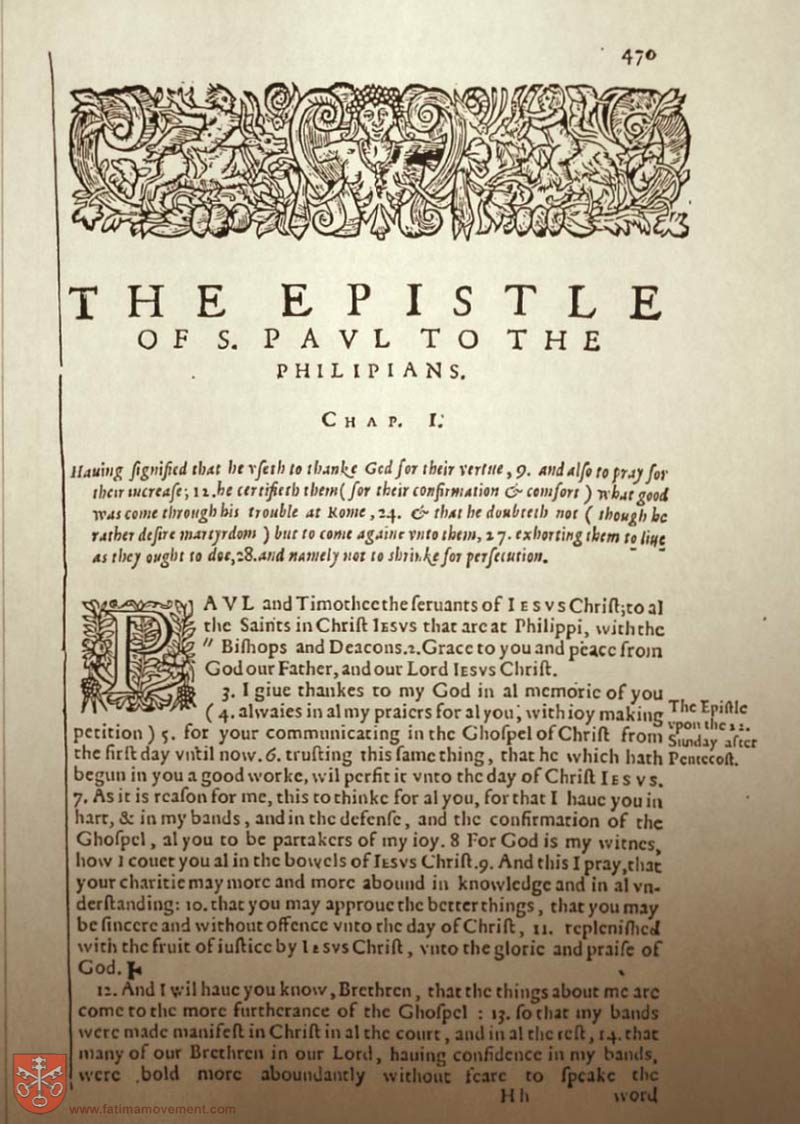 470
THE EPISTLE
OF S. PAVL TO THE
PHILIPIANS.
CHAP. I.
Hauing ſignified that he vſeth to thanke God for their vertue, 9. and alſo to pray for
their increaſe; 12. he certifieth them (for their confirmation & comfort) what good
was come through his trouble at Rome, 24. & that he doubteth not (though he
rather deſire martyrdom) but to come againe vnto them, 27. exhorting them to liue
as they ought to doe, 28. and namely not to shrinke for perſecution.
PAVL and Timothee the ſeruants of IESVS Chriſt; to al
the Saints in Chriſt IESVS that are at Philippi, with the
" Biſhops and Deacons. 2. Grace to you and peace from
God our Father, and our Lord IESVS Chriſt.
3. I giue thankes to my God in al memorie of you
(4. alwaies in al my praiers for al you, with ioy making
petition) 5. for your communicating in the Ghoſpel of Chriſt from
the firſt day vntil now. 6. truſting this ſame thing, that he which hath
begun in you a good worke, wil perfit it vnto the day of Chriſt IESVS.
7. As it is reaſon for me, this to thinke for al you, for that I haue you in
hart, & in my bands, and in the defenſe, and the confirmation of the
Ghoſpel, al you to be partakers of my ioy. 8 For God is my witnes,
how I couet you al in the bowels of IESVS Chriſt. 9. And this I pray, that
your charitie may more and more abound in knowledge and in al vn-
derſtanding: 10. that you may approue the better things, that you may
be ſincere and without offence vnto the day of Chriſt, 11. repleniſhed
with the fruit of iuſtice by IESVS Chriſt, vnto the glorie and praiſe of
God.
The Epiſtle
vpon the 22.
Sunday after
Pentecoſt.
12. And I wil haue you know, Brethren, that the things about me are
come to the more furtherance of the Ghoſpel : 13. ſo that my bands
were made manifeſt in Chriſt in al the court, and in al the reſt, 14. that
many of our Brethren in our Lord, hauing confidence in my bands,
were bold more aboundantly without feare to ſpeake the
Hh word
www.fatimamovement.com